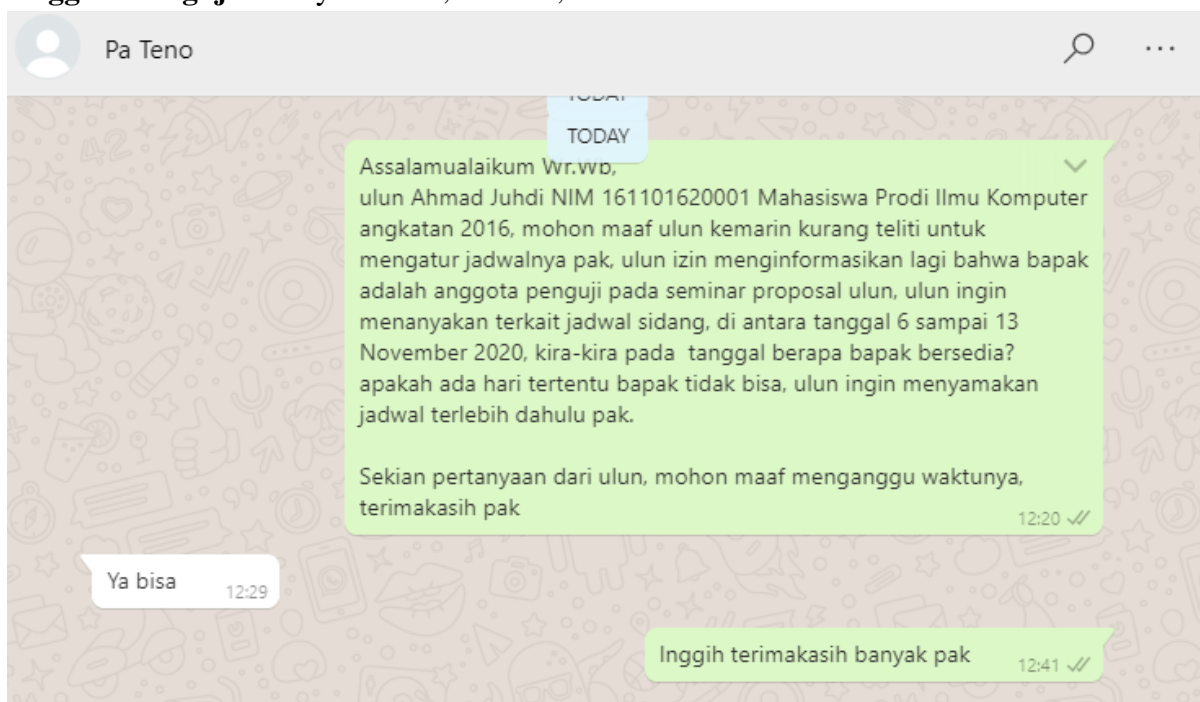 Pa Teno
TODAY
TODAY
Assalamualaikum Wr.Wb,
ulun Ahmad Juhdi NIM 161101620001 Mahasiswa Prodi Ilmu Komputer
angkatan 2016, mohon maaf ulun kemarin kurang teliti untuk
mengatur jadwalnya pak, ulun izin menginformasikan lagi bahwa bapak
adalah anggota penguji pada seminar proposal ulun, ulun ingin
menanyakan terkait jadwal sidang, di antara tanggal 6 sampai 13
November 2020, kira-kira pada tanggal berapa bapak bersedia?
apakah ada hari tertentu bapak tidak bisa, ulun ingin menyamakan
jadwal terlebih dahulu pak.
Sekian pertanyaan dari ulun, mohon maaf menganggu waktunya,
terimakasih pak
12:20
Ya bisa
12:29
Inggih terimakasih banyak pak
12:41